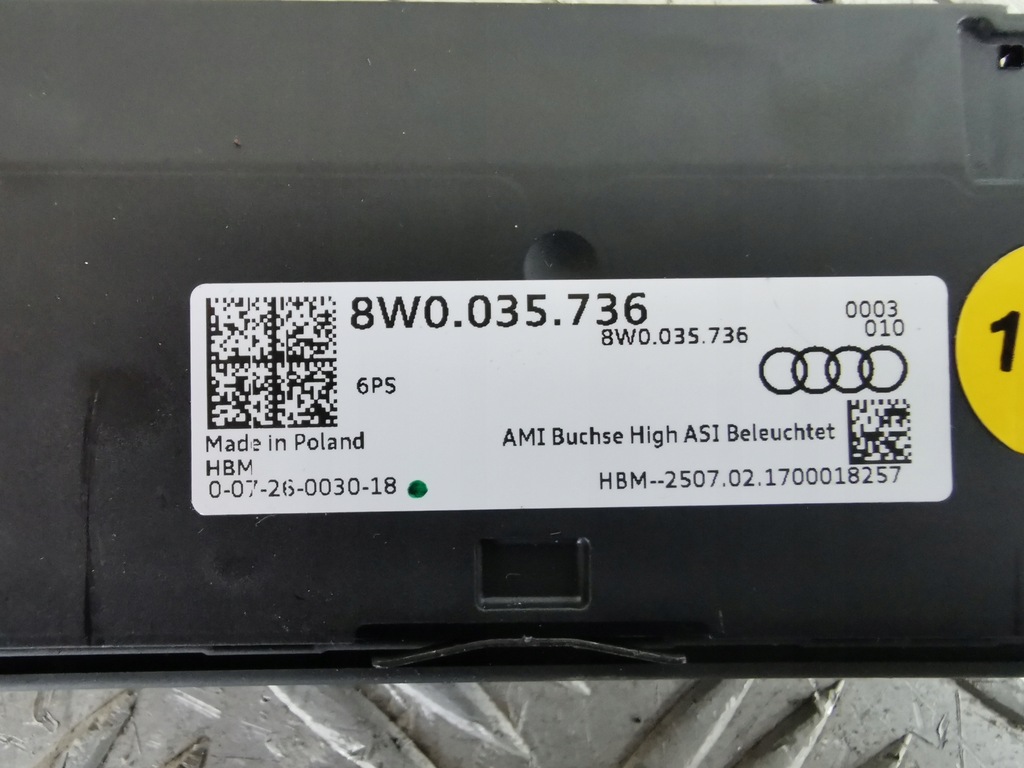 8W0.035.736
8W0.035.736
0003
010
6PS
Made in Poland
HBM
0-07-26-0030-18
AMI Buchse High ASI Beleuchtet
HBM--2507.02.1700018257
1